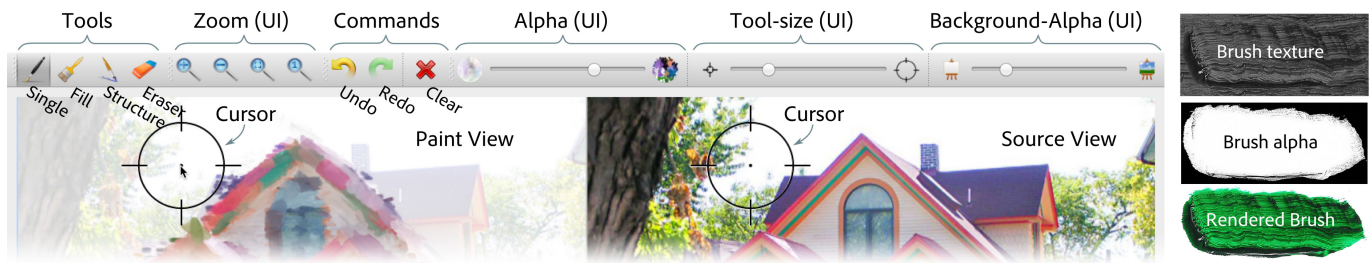 Tools
Zoom (UI)
Commands
Alpha (UI)
Tool-size (UI)
Background-Alpha (UI)
Single
Fill
Structure
Eraser
Undo
Redo
Clear
Cursor
Paint View
Cursor
Source View
Brush texture
Brush alpha
Rendered Brush